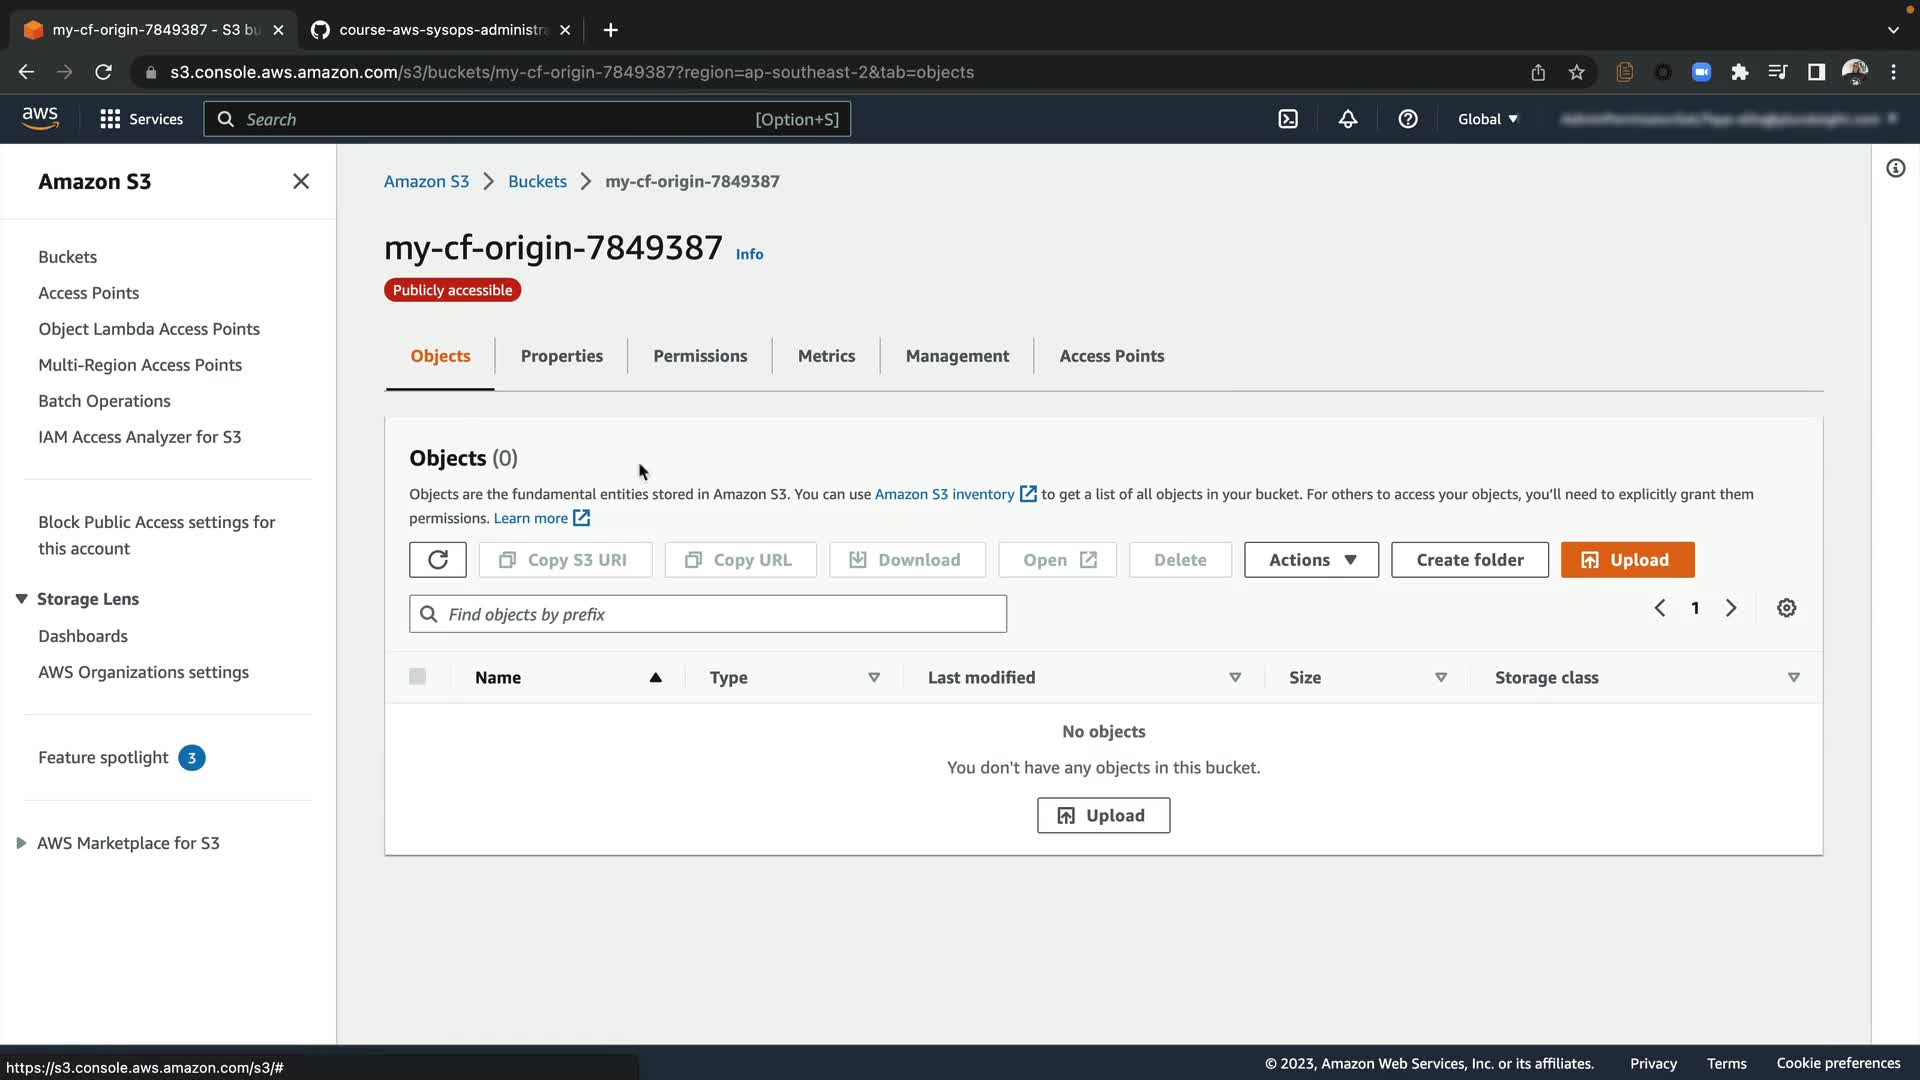 my-cf-origin-7849387 - S3 bu
course-aws-sysops-administra
s3.console.aws.amazon.com/s3/buckets/my-cf-origin-7849387?region=ap-southeast-2&tab=objects
aws
Services
Search
[Option+S]
Global
Amazon S3
Buckets
Access Points
Object Lambda Access Points
Multi-Region Access Points
Batch Operations
IAM Access Analyzer for S3
Block Public Access settings for
this account
Storage Lens
Dashboards
AWS Organizations settings
Feature spotlight 3
AWS Marketplace for S3
Amazon S3 > Buckets > my-cf-origin-7849387
my-cf-origin-7849387 Info
Publicly accessible
Objects
Properties
Permissions
Metrics
Management
Access Points
Objects (0)
Objects are the fundamental entities stored in Amazon S3. You can use Amazon S3 inventory to get a list of all objects in your bucket. For others to access your objects, you'll need to explicitly grant them
permissions. Learn more
Copy S3 URI
Copy URL
Download
Open
Delete
Actions
Create folder
Upload
Find objects by prefix
1
Name
Type
Last modified
Size
Storage class
No objects
You don't have any objects in this bucket.
Upload
https://s3.console.aws.amazon.com/s3/#
© 2023, Amazon Web Services, Inc. or its affiliates.
Privacy
Terms
Cookie preferences